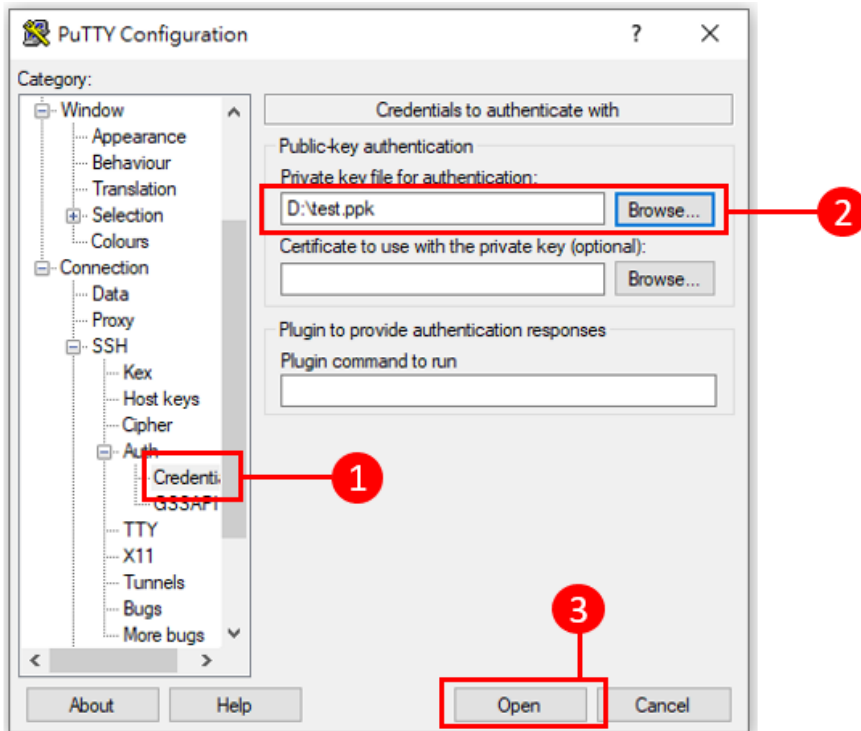 PuTTY Configuration
?
Category:
Window
Appearance
Behaviour
Translation
Selection
Colours
Connection
Data
Proxy
SSH
Kex
Host keys
Cipher
Auth
Credentia
GSSAPI
TTY
X11
Tunnels
Bugs
More bugs
Credentials to authenticate with
Public-key authentication
Private key file for authentication:
D:\test.ppk
Browse...
2
Certificate to use with the private key (optional):
Browse...
Plugin to provide authentication responses
Plugin command to run
1
3
About
Help
Open
Cancel